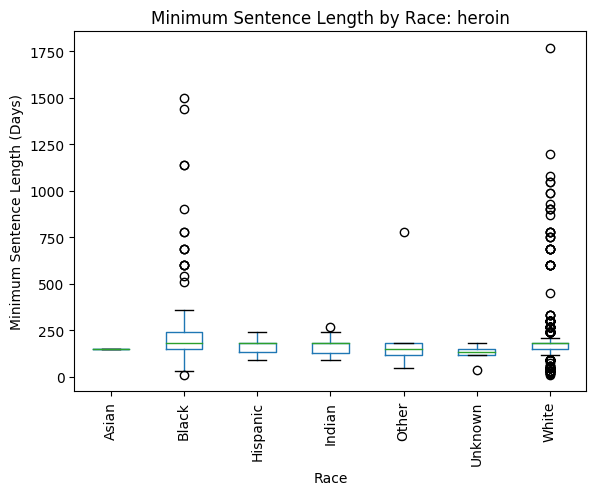 Minimum Sentence Length by Race: heroin
Minimum Sentence Length (Days)
1750
1500
1250
1000
750
500
250
0
Asian
Black
Hispanic
Indian
Other
Unknown
White
Race